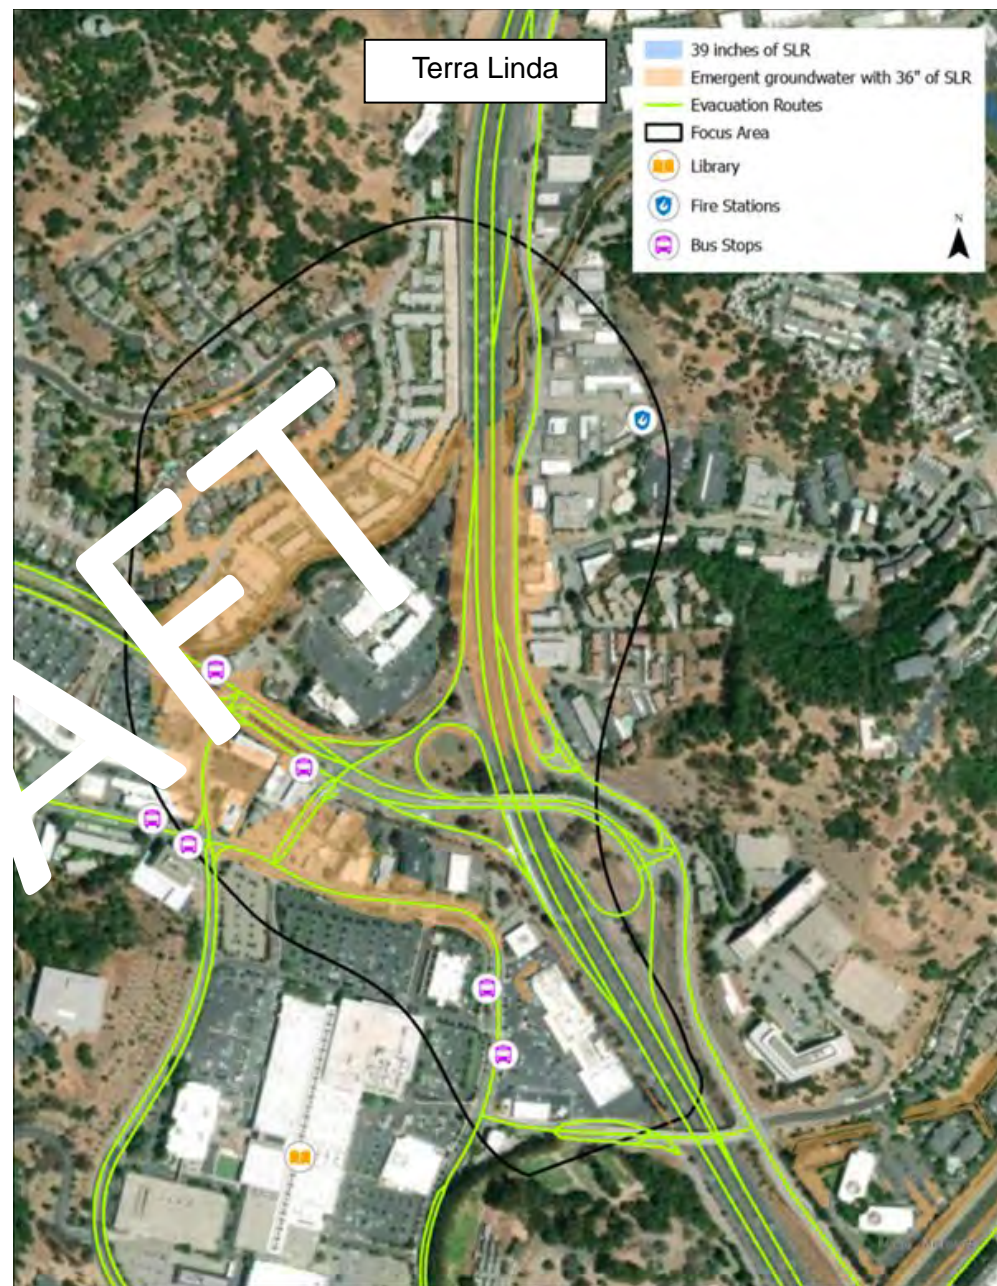 Terra Linda
39 inches of SLR
Emergent groundwater with 36" of SLR
Evacuation Routes
Focus Area
Library
Fire Stations
Bus Stops
N
AFT